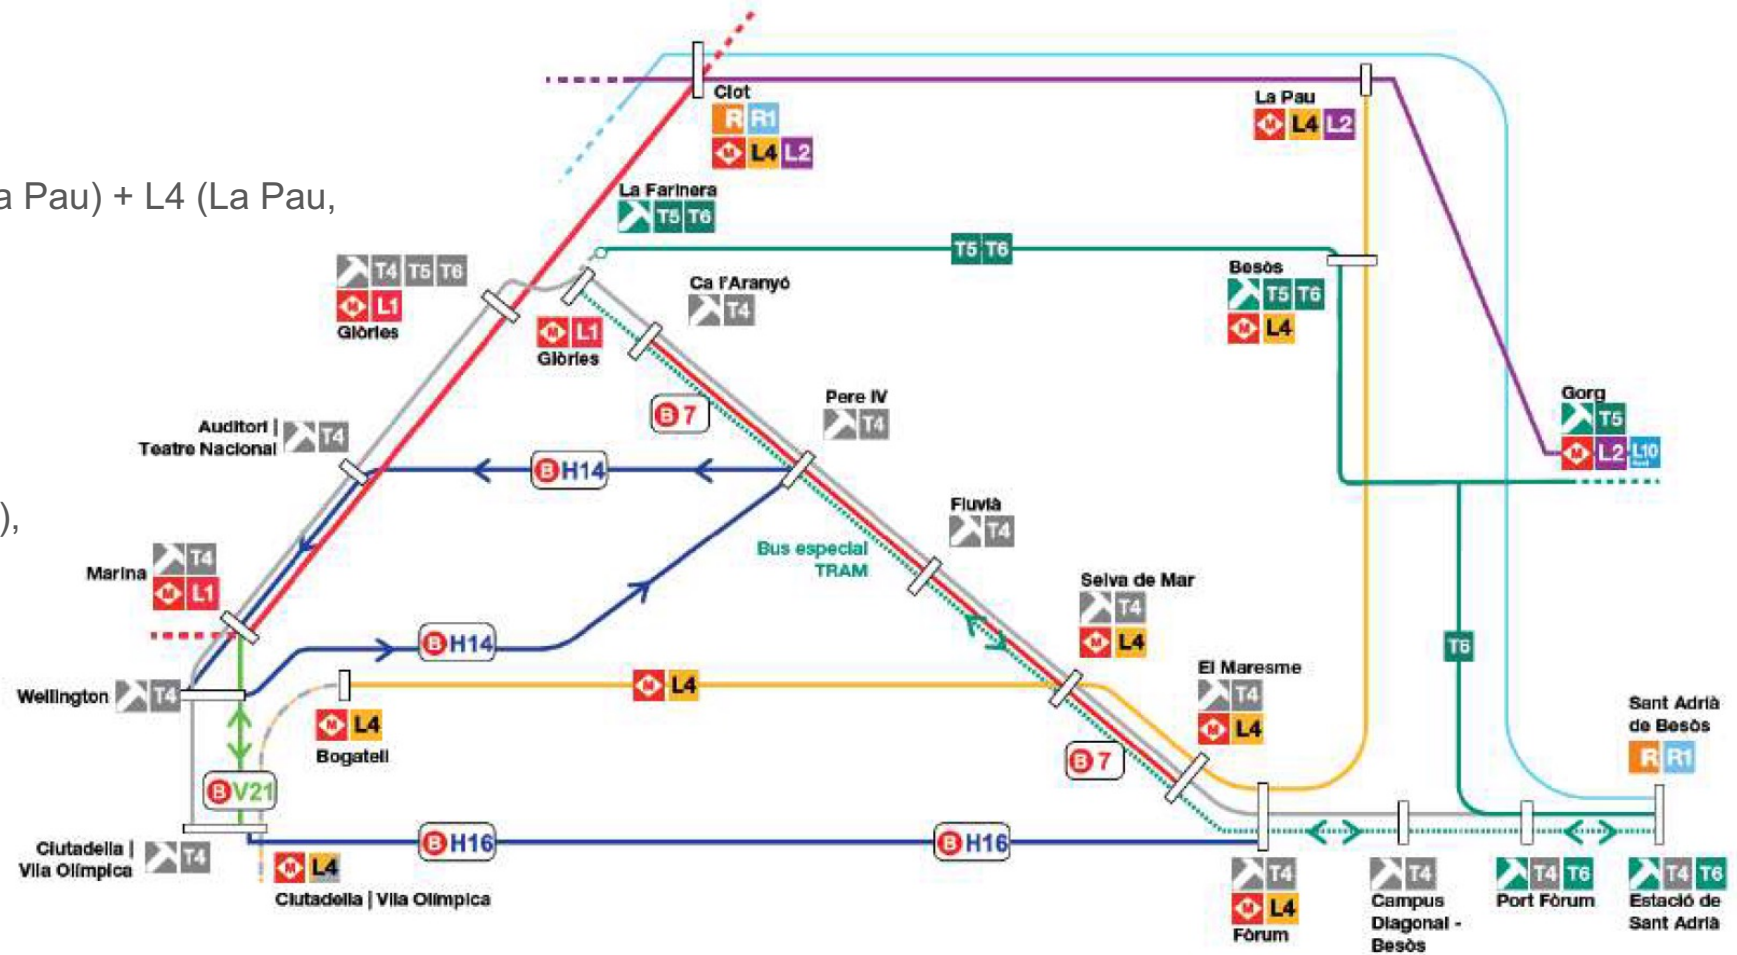 a Pau) + L4 (La Pau,
),
Clot
R R1
M L4 L2
La Pau
M L4 L2
La Farinera
T5 T6
T5 T6
T4 T5 T6
M L1
Glòries
M L1
Glòries
Ca l'Aranyó
T4
Besòs
T5 T6
M L4
B 7
Pere IV
T4
Gorg
T5
M L2 L10
Auditori |
Teatre Nacional
T4
B H14
Fluvià
T4
Bus especial
TRAM
Marina
T4
M L1
Selva de Mar
T4
M L4
B H14
T6
Wellington
T4
M L4
M L4
Bogatell
El Maresme
T4
M L4
B 7
Sant Adrià
de Besòs
R R1
B V21
B H16
B H16
Ciutadella |
Vila Olímpica
T4
M L4
Ciutadella | Vila Olímpica
T4
M L4
Fòrum
T4
Campus
Diagonal -
Besòs
T4 T6
Port Fòrum
T4 T6
Estació de
Sant Adrià